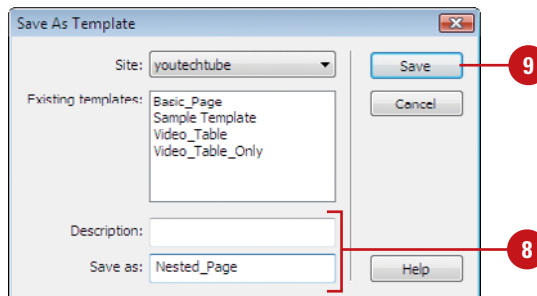 Save As Template
Site: youtechtube
Save
9
Existing templates:
Basic_Page
Sample Template
Video_Table
Video_Table_Only
Cancel
Description:
8
Save as: Nested_Page
Help